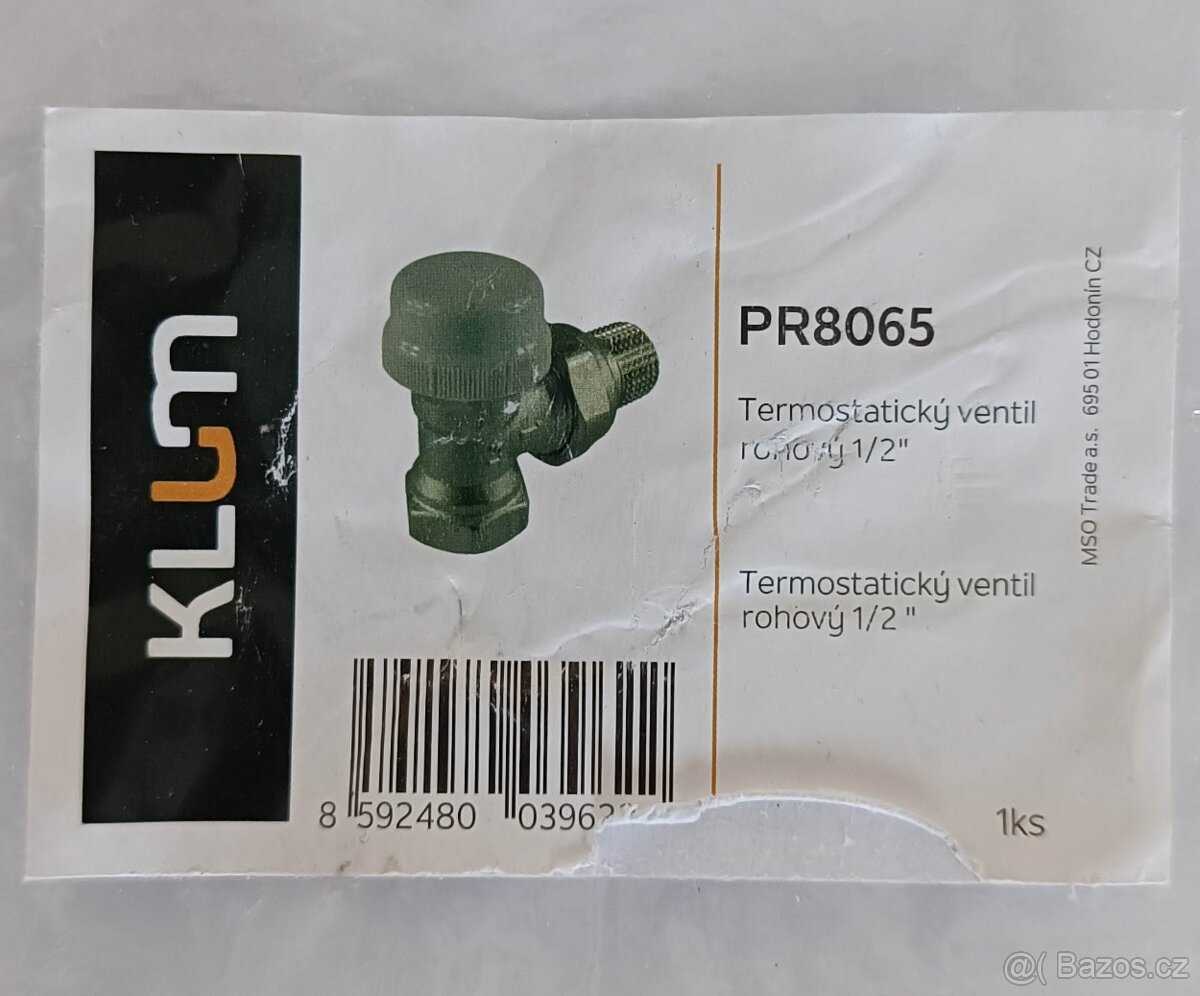 KLUM
PR8065
Termostatický ventil
rohový 1/2"
Termostatický ventil
rohový 1/2 "
MSO Trade a.s. 695 01 Hodonín CZ
8 592480
1ks
@( Bazos.cz